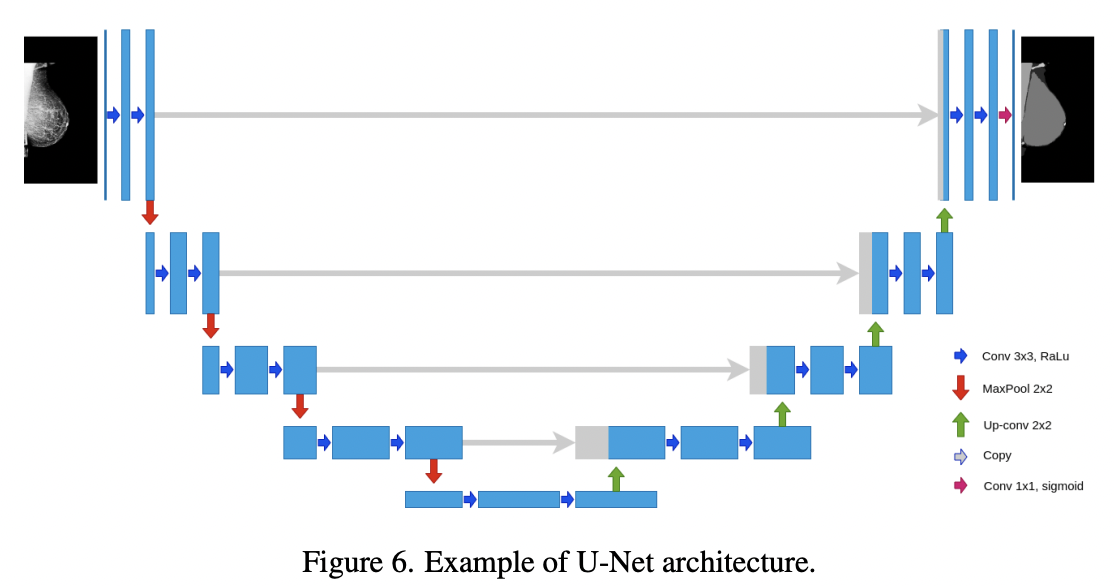 Conv 3x3, RaLu
MaxPool 2x2
Up-conv 2x2
Copy
Conv 1x1, sigmoid
Figure 6. Example of U-Net architecture.